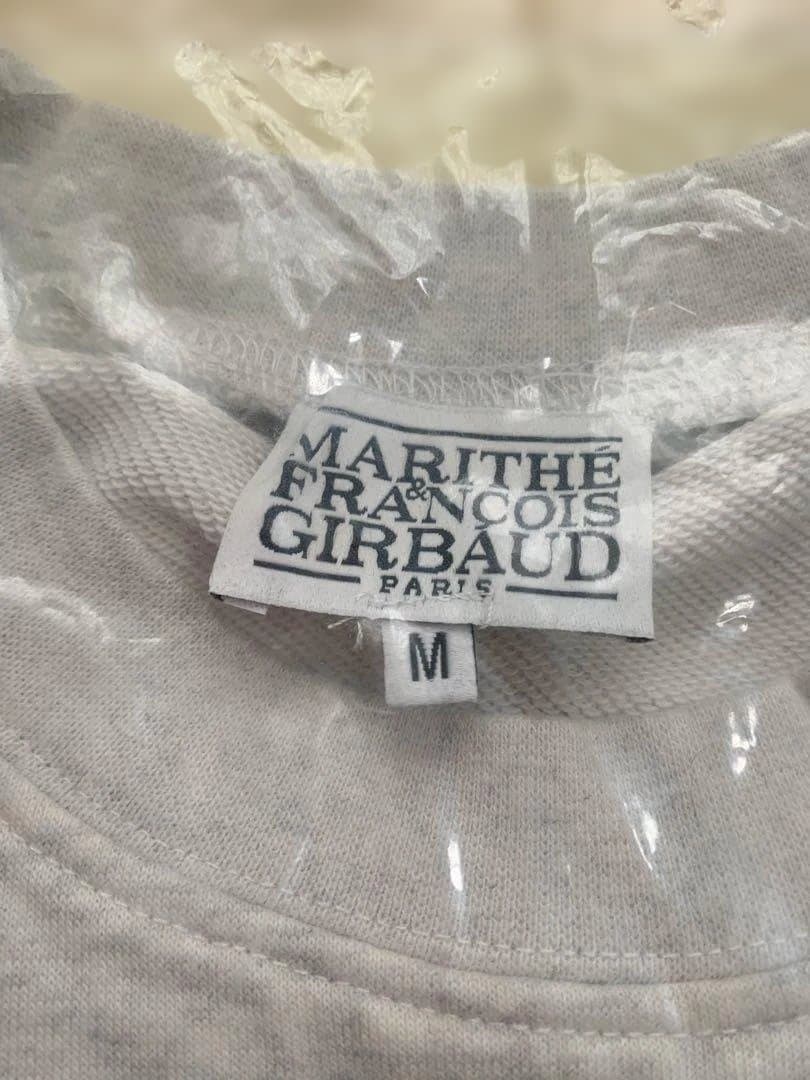 MARITHÉ
&
FRANÇOIS
GIRBAUD
PARIS
M